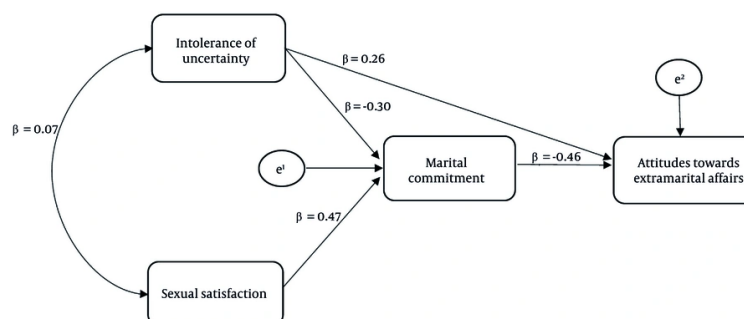 Intolerance of
uncertainty
β = 0.26
e²
β = 0.07
β =-0.30
Marital
commitment
β = -0.46
Attitudes towards
extramarital affairs
e¹
β = 0.47
Sexual satisfaction